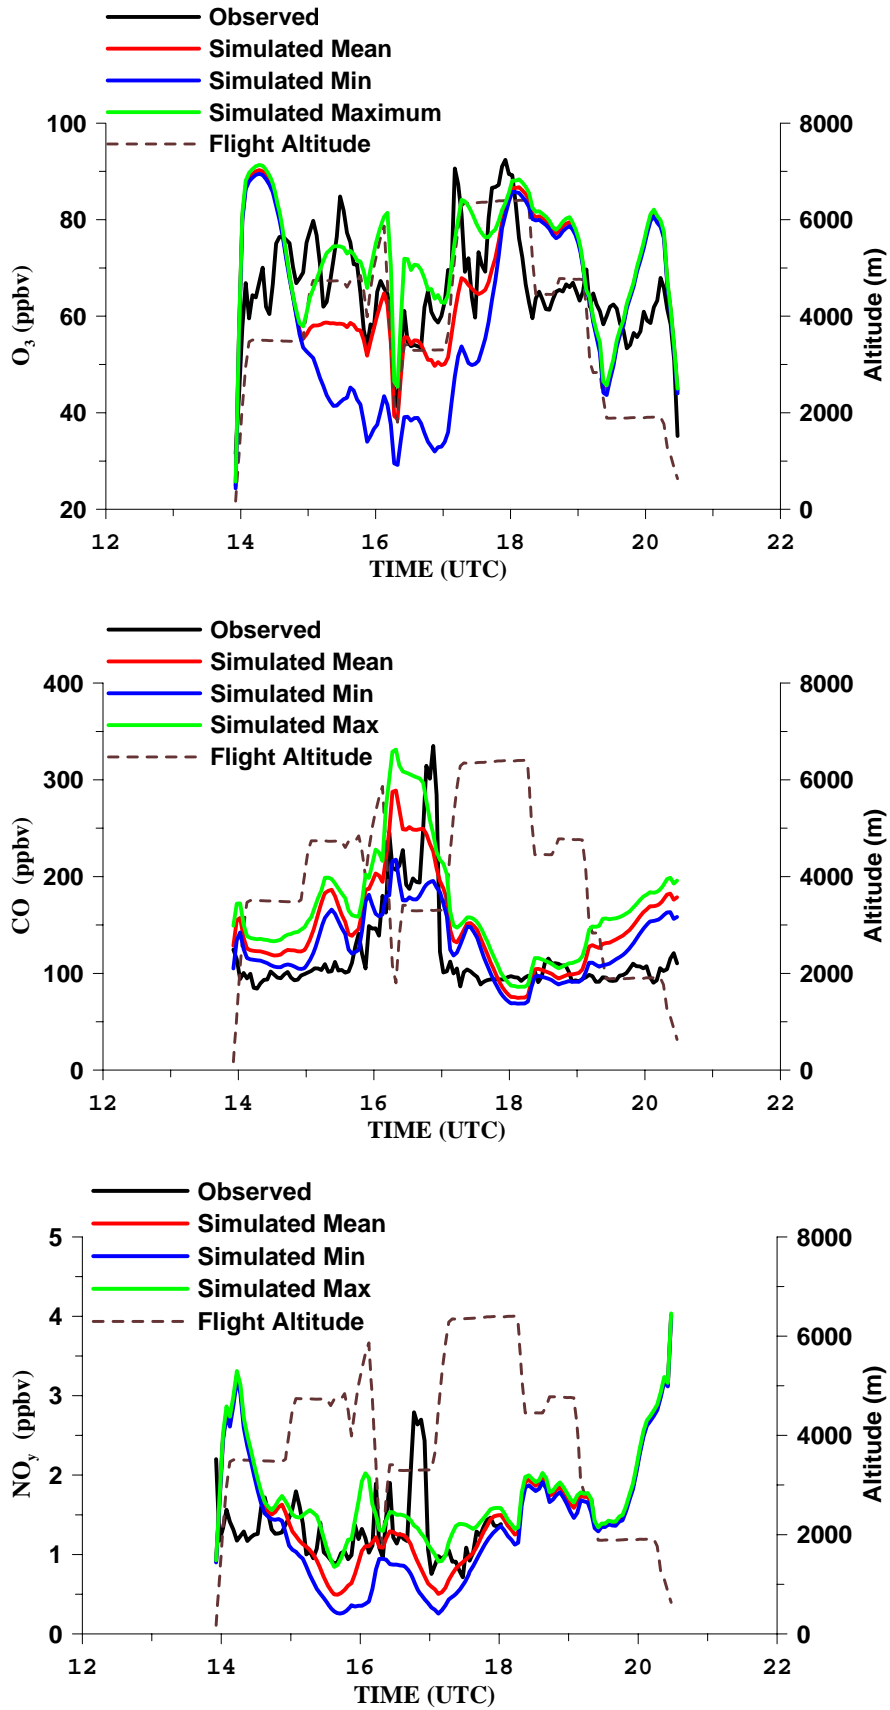 Observed
Simulated Mean
Simulated Min
Simulated Maximum
Flight Altitude
100
80
60
40
20
O3 (ppbv)
8000
6000
4000
2000
0
Altitude (m)
12 14 16 18 20 22
TIME (UTC)
Observed
Simulated Mean
Simulated Min
Simulated Max
Flight Altitude
400
300
200
100
0
CO (ppbv)
8000
6000
4000
2000
0
Altitude (m)
12 14 16 18 20 22
TIME (UTC)
Observed
Simulated Mean
Simulated Min
Simulated Max
Flight Altitude
5
4
3
2
1
0
NOy (ppbv)
8000
6000
4000
2000
0
Altitude (m)
12 14 16 18 20 22
TIME (UTC)